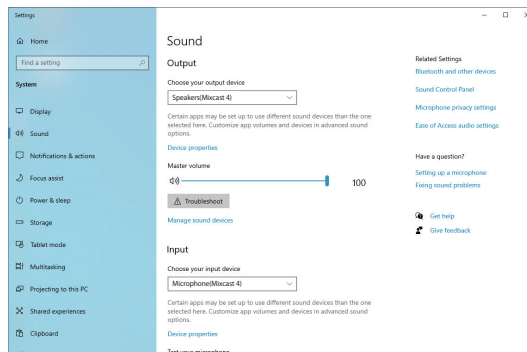 Settings
Home
Find a setting
System
Display
Sound
Notifications & actions
Focus assist
Power & sleep
Storage
Tablet mode
Multitasking
Projecting to this PC
Shared experiences
Clipboard
Sound
Output
Choose your output device
Speakers(Mixcast 4)
Certain apps may be set up to use different sound devices than the one
selected here. Customize app volumes and devices in advanced sound
options.
Device properties
Master volume
100
Troubleshoot
Manage sound devices
Input
Choose your input device
Microphone(Mixcast 4)
Certain apps may be set up to use different sound devices than the one
selected here. Customize app volumes and devices in advanced sound
options.
Device properties
Test your microphone
Related Settings
Bluetooth and other devices
Sound Control Panel
Microphone privacy settings
Ease of Access audio settings
Have a question?
Setting up a microphone
Fixing sound problems
Get help
Give feedback